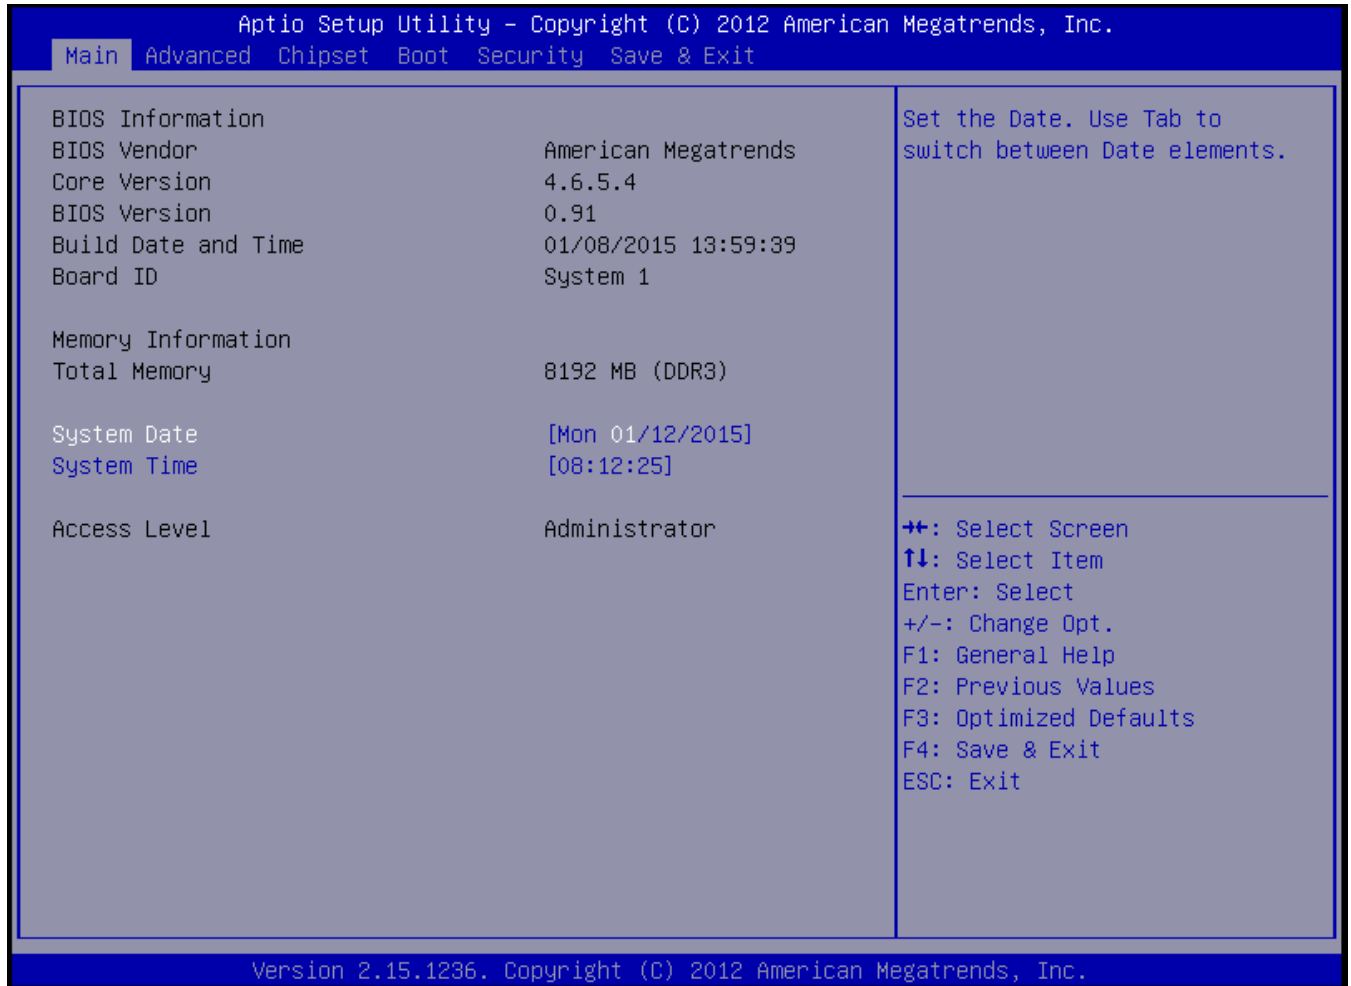 Aptio Setup Utility – Copyright (C) 2012 American Megatrends, Inc.
Main Advanced Chipset Boot Security Save & Exit
BIOS Information
BIOS Vendor American Megatrends
Core Version 4.6.5.4
BIOS Version 0.91
Build Date and Time 01/08/2015 13:59:39
Board ID System 1
Memory Information
Total Memory 8192 MB (DDR3)
System Date [Mon 01/12/2015]
System Time [08:12:25]
Access Level Administrator
Set the Date. Use Tab to
switch between Date elements.
→←: Select Screen
↑↓: Select Item
Enter: Select
+/-: Change Opt.
F1: General Help
F2: Previous Values
F3: Optimized Defaults
F4: Save & Exit
ESC: Exit
Version 2.15.1236. Copyright (C) 2012 American Megatrends, Inc.